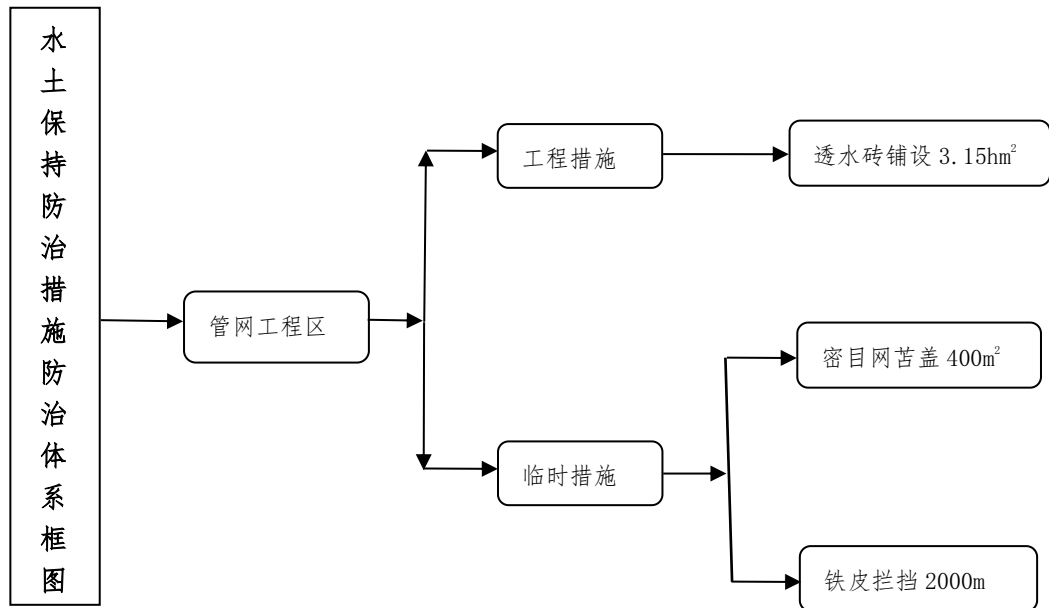 水土保持防治措施防治体系框图
管网工程区
工程措施
透水砖铺设 3.15hm²
临时措施
密目网苫盖 400m²
铁皮拦挡 2000m